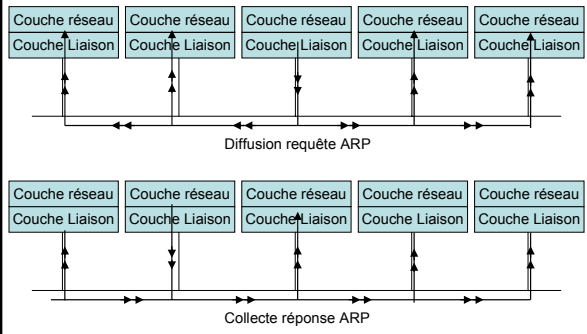 Couche réseau Couche réseau Couche réseau Couche réseau Couche réseau
Couche Liaison Couche Liaison Couche Liaison Couche Liaison Couche Liaison
Diffusion requête ARP
Couche réseau Couche réseau Couche réseau Couche réseau Couche réseau
Couche Liaison Couche Liaison Couche Liaison Couche Liaison Couche Liaison
Collecte réponse ARP